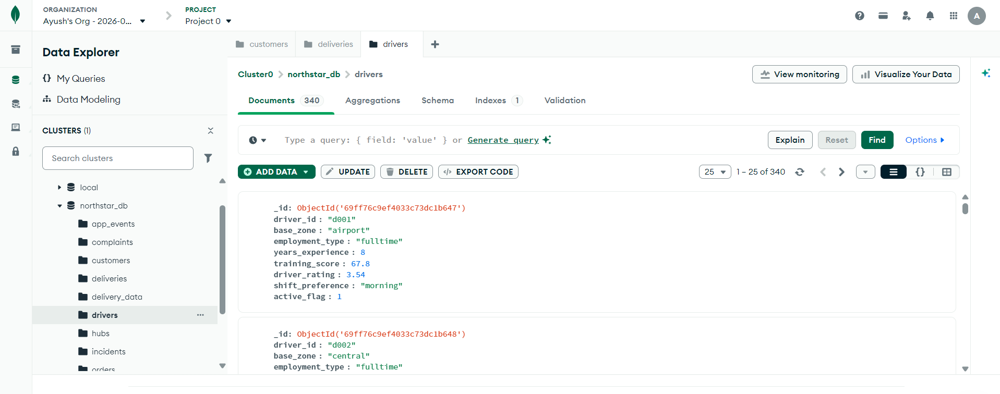 ORGANIZATION
Ayush's Org - 2026-0...
PROJECT
Project 0
A
Data Explorer
My Queries
Data Modeling
CLUSTERS (1)
Search clusters
local
northstar_db
app_events
complaints
customers
deliveries
delivery_data
drivers
hubs
incidents
orders
customers
deliveries
drivers
Cluster0 > northstar_db > drivers
View monitoring
Visualize Your Data
Documents 340
Aggregations
Schema
Indexes 1
Validation
Type a query: { field: 'value' } or Generate query
Explain
Reset
Find
Options
ADD DATA
UPDATE
DELETE
EXPORT CODE
25
1 – 25 of 340
_id: ObjectId('69ff76c9ef4033c73dc1b647')
driver_id : "d001"
base_zone : "airport"
employment_type : "fulltime"
years_experience : 8
training_score : 67.8
driver_rating : 3.54
shift_preference : "morning"
active_flag : 1
_id: ObjectId('69ff76c9ef4033c73dc1b648')
driver_id : "d002"
base_zone : "central"
employment_type : "fulltime"